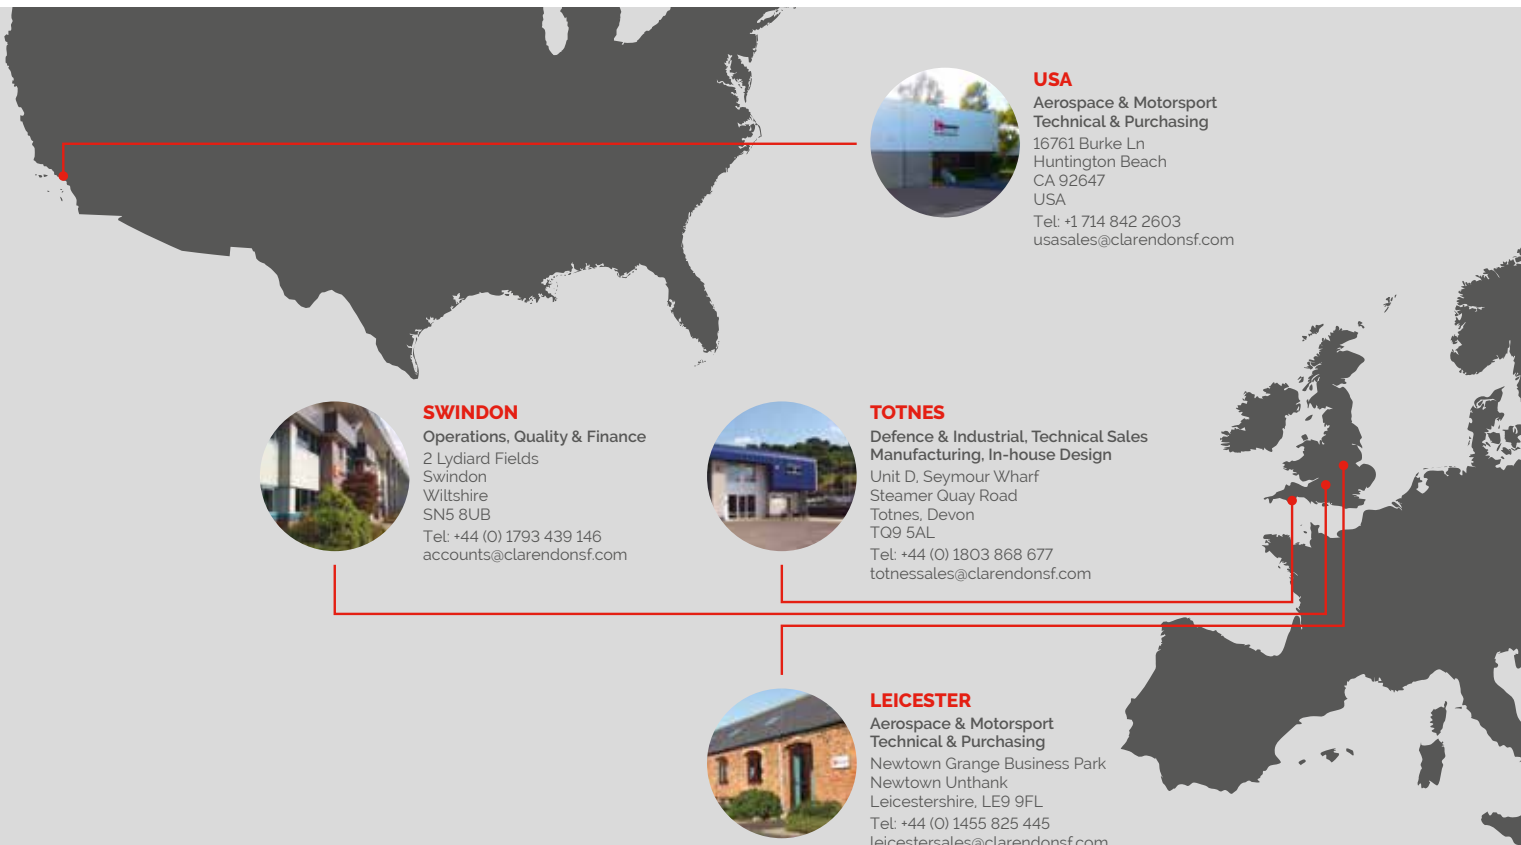 USA
Aerospace & Motorsport
Technical & Purchasing
16761 Burke Ln
Huntington Beach
CA 92647
USA
Tel: +1 714 842 2603
usasales@clarendonsf.com
SWINDON
Operations, Quality & Finance
2 Lydiard Fields
Swindon
Wiltshire
SN5 8UB
Tel: +44 (0) 1793 439 146
accounts@clarendonsf.com
TOTNES
Defence & Industrial, Technical Sales
Manufacturing, In-house Design
Unit D, Seymour Wharf
Steamer Quay Road
Totnes, Devon
TQ9 5AL
Tel: +44 (0) 1803 868 677
totnessales@clarendonsf.com
LEICESTER
Aerospace & Motorsport
Technical & Purchasing
Newtown Grange Business Park
Newtown Unthank
Leicestershire, LE9 9FL
Tel: +44 (0) 1455 825 445
leicestersales@clarendonsf.com